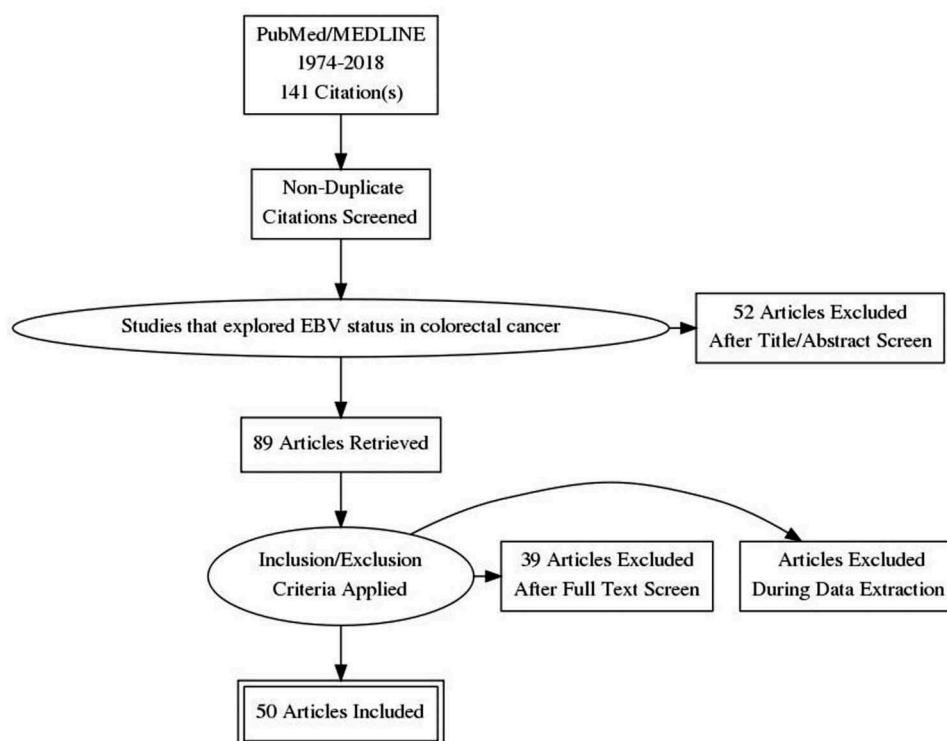 PubMed/MEDLINE
1974-2018
141 Citation(s)
Non-Duplicate
Citations Screened
Studies that explored EBV status in colorectal cancer
52 Articles Excluded
After Title/Abstract Screen
89 Articles Retrieved
Inclusion/Exclusion
Criteria Applied
39 Articles Excluded
After Full Text Screen
Articles Excluded
During Data Extraction
50 Articles Included